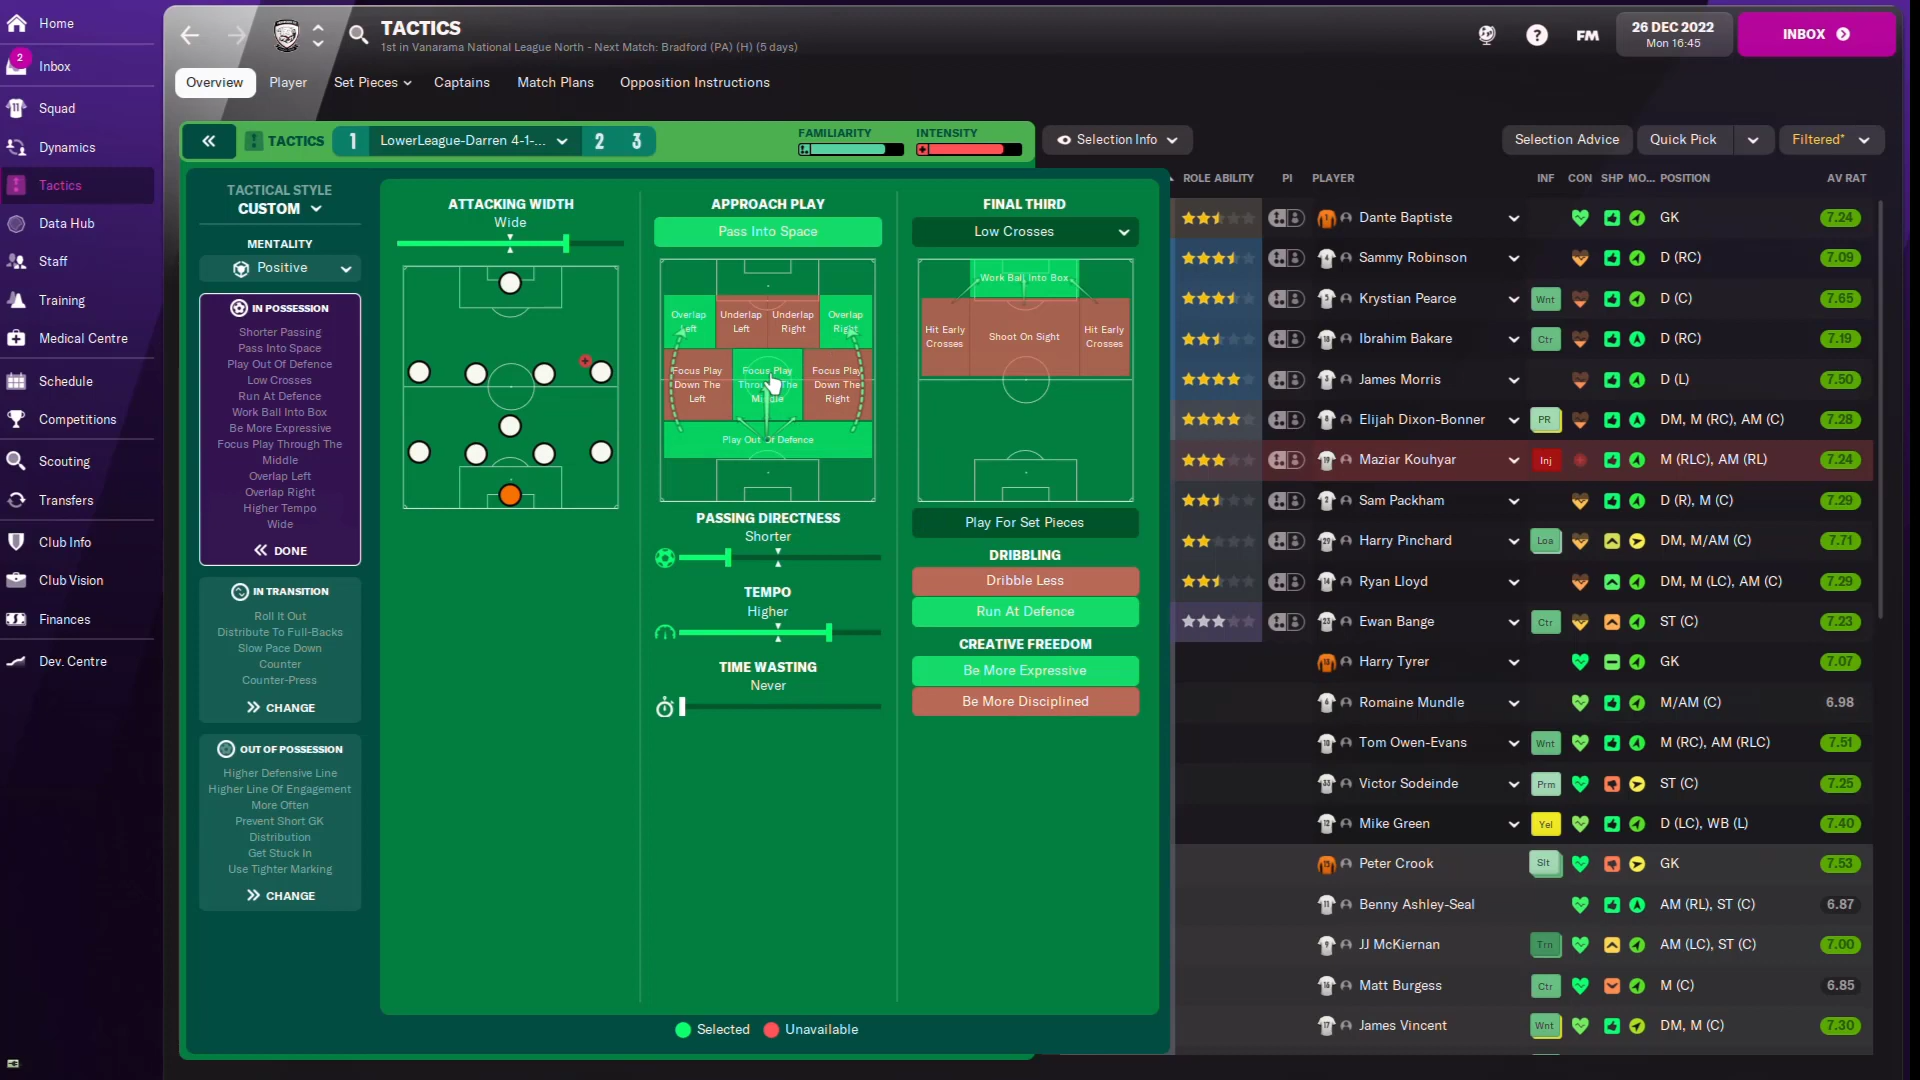 Home
2
Inbox
Squad
Dynamics
Tactics
Data Hub
Staff
Training
Medical Centre
Schedule
Competitions
Scouting
Transfers
Club Info
Club Vision
Finances
Dev. Centre
TACTICS
1st in Vanarama National League North - Next Match: Bradford (PA) (H) (5 days)
? FM
26 DEC 2022
Mon 16:45
INBOX
Overview Player Set Pieces Captains Match Plans Opposition Instructions
TACTICS 1 LowerLeague-Darren 4-1-... 2 3
FAMILIARITY
INTENSITY
Selection Info
Selection Advice Quick Pick Filtered*
TACTICAL STYLE
CUSTOM
MENTALITY
Positive
IN POSSESSION
Shorter Passing
Pass Into Space
Play Out Of Defence
Low Crosses
Run At Defence
Work Ball Into Box
Be More Expressive
Focus Play Through The
Middle
Overlap Left
Overlap Right
Higher Tempo
Wide
DONE
IN TRANSITION
Roll It Out
Distribute To Full-Backs
Slow Pace Down
Counter
Counter-Press
CHANGE
OUT OF POSSESSION
Higher Defensive Line
Higher Line Of Engagement
More Often
Prevent Short GK
Distribution
Get Stuck In
Use Tighter Marking
CHANGE
ATTACKING WIDTH
Wide
APPROACH PLAY
Pass Into Space
Overlap Left
Underlap Left
Underlap Right
Overlap Right
Focus Play Down The Left
Focus Play Through The Middle
Focus Play Down The Right
Play Out Of Defence
PASSING DIRECTNESS
Shorter
TEMPO
Higher
TIME WASTING
Never
FINAL THIRD
Low Crosses
Work Ball Into Box
Hit Early Crosses
Shoot On Sight
Hit Early Crosses
Play For Set Pieces
DRIBBLING
Dribble Less
Run At Defence
CREATIVE FREEDOM
Be More Expressive
Be More Disciplined
Selected Unavailable
ROLE ABILITY PI PLAYER INF CON SHP MO... POSITION AV RAT
Dante Baptiste GK 7.24
Sammy Robinson D (RC) 7.09
Krystian Pearce Wnt D (C) 7.65
Ibrahim Bakare Ctr D (RC) 7.19
James Morris D (L) 7.50
Elijah Dixon-Bonner PR DM, M (RC), AM (C) 7.28
Maziar Kouhyar Inj M (RLC), AM (RL) 7.24
Sam Packham D (R), M (C) 7.29
Harry Pinchard Loa DM, M/AM (C) 7.71
Ryan Lloyd DM, M (LC), AM (C) 7.29
Ewan Bange Ctr ST (C) 7.23
Harry Tyrer GK 7.07
Romaine Mundle M/AM (C) 6.98
Tom Owen-Evans Wnt M (RC), AM (RLC) 7.51
Victor Sodeinde Prm ST (C) 7.25
Mike Green Yel D (LC), WB (L) 7.40
Peter Crook Slt GK 7.53
Benny Ashley-Seal AM (RL), ST (C) 6.87
JJ McKiernan Trn AM (LC), ST (C) 7.00
Matt Burgess Ctr M (C) 6.85
James Vincent Wnt DM, M (C) 7.30